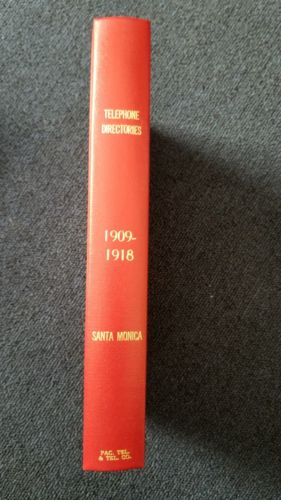 TELEPHONE
DIRECTORIES
1909-
1918
SANTA MONICA
PAC. TEL.
& TEL. CO.